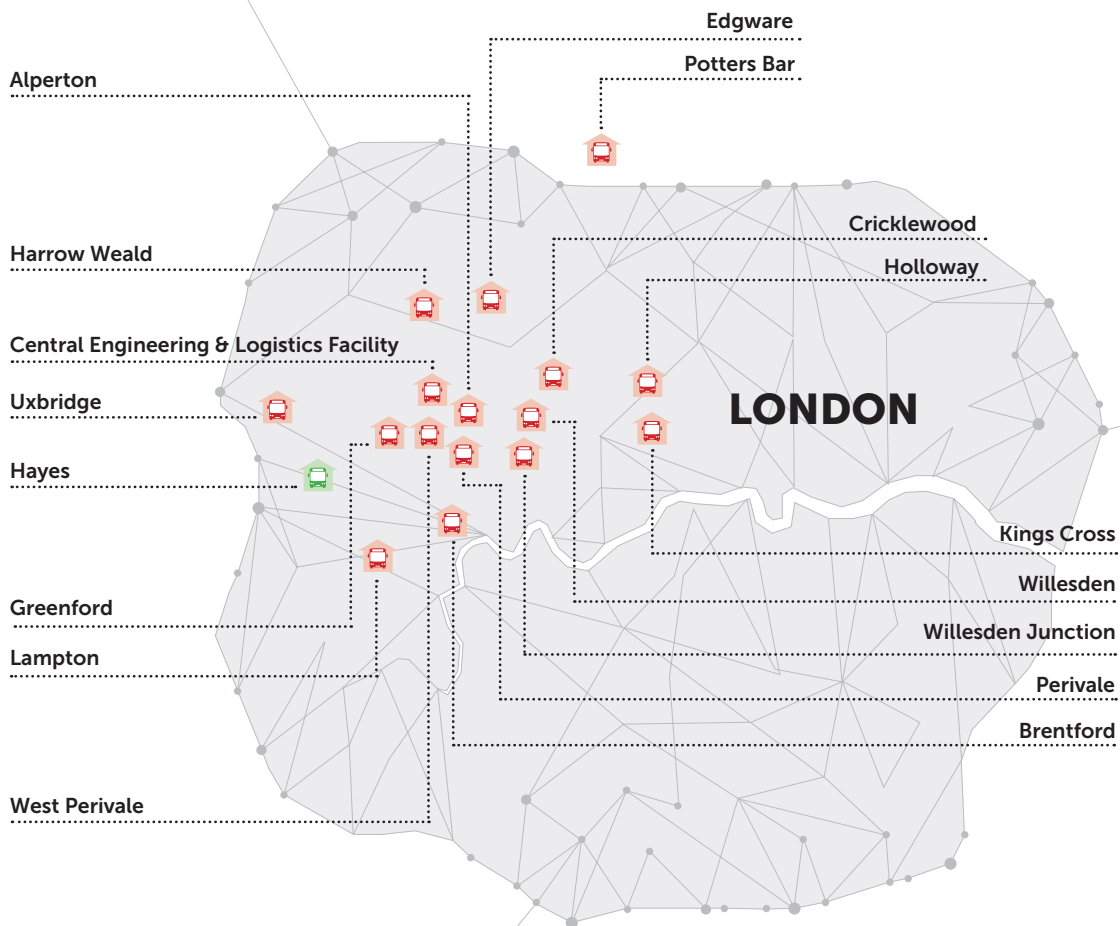 Edgware
Potters Bar
Alperton
Cricklewood
Harrow Weald
Holloway
Central Engineering & Logistics Facility
Uxbridge
LONDON
Hayes
Kings Cross
Willesden
Greenford
Willesden Junction
Lampton
Perivale
Brentford
West Perivale